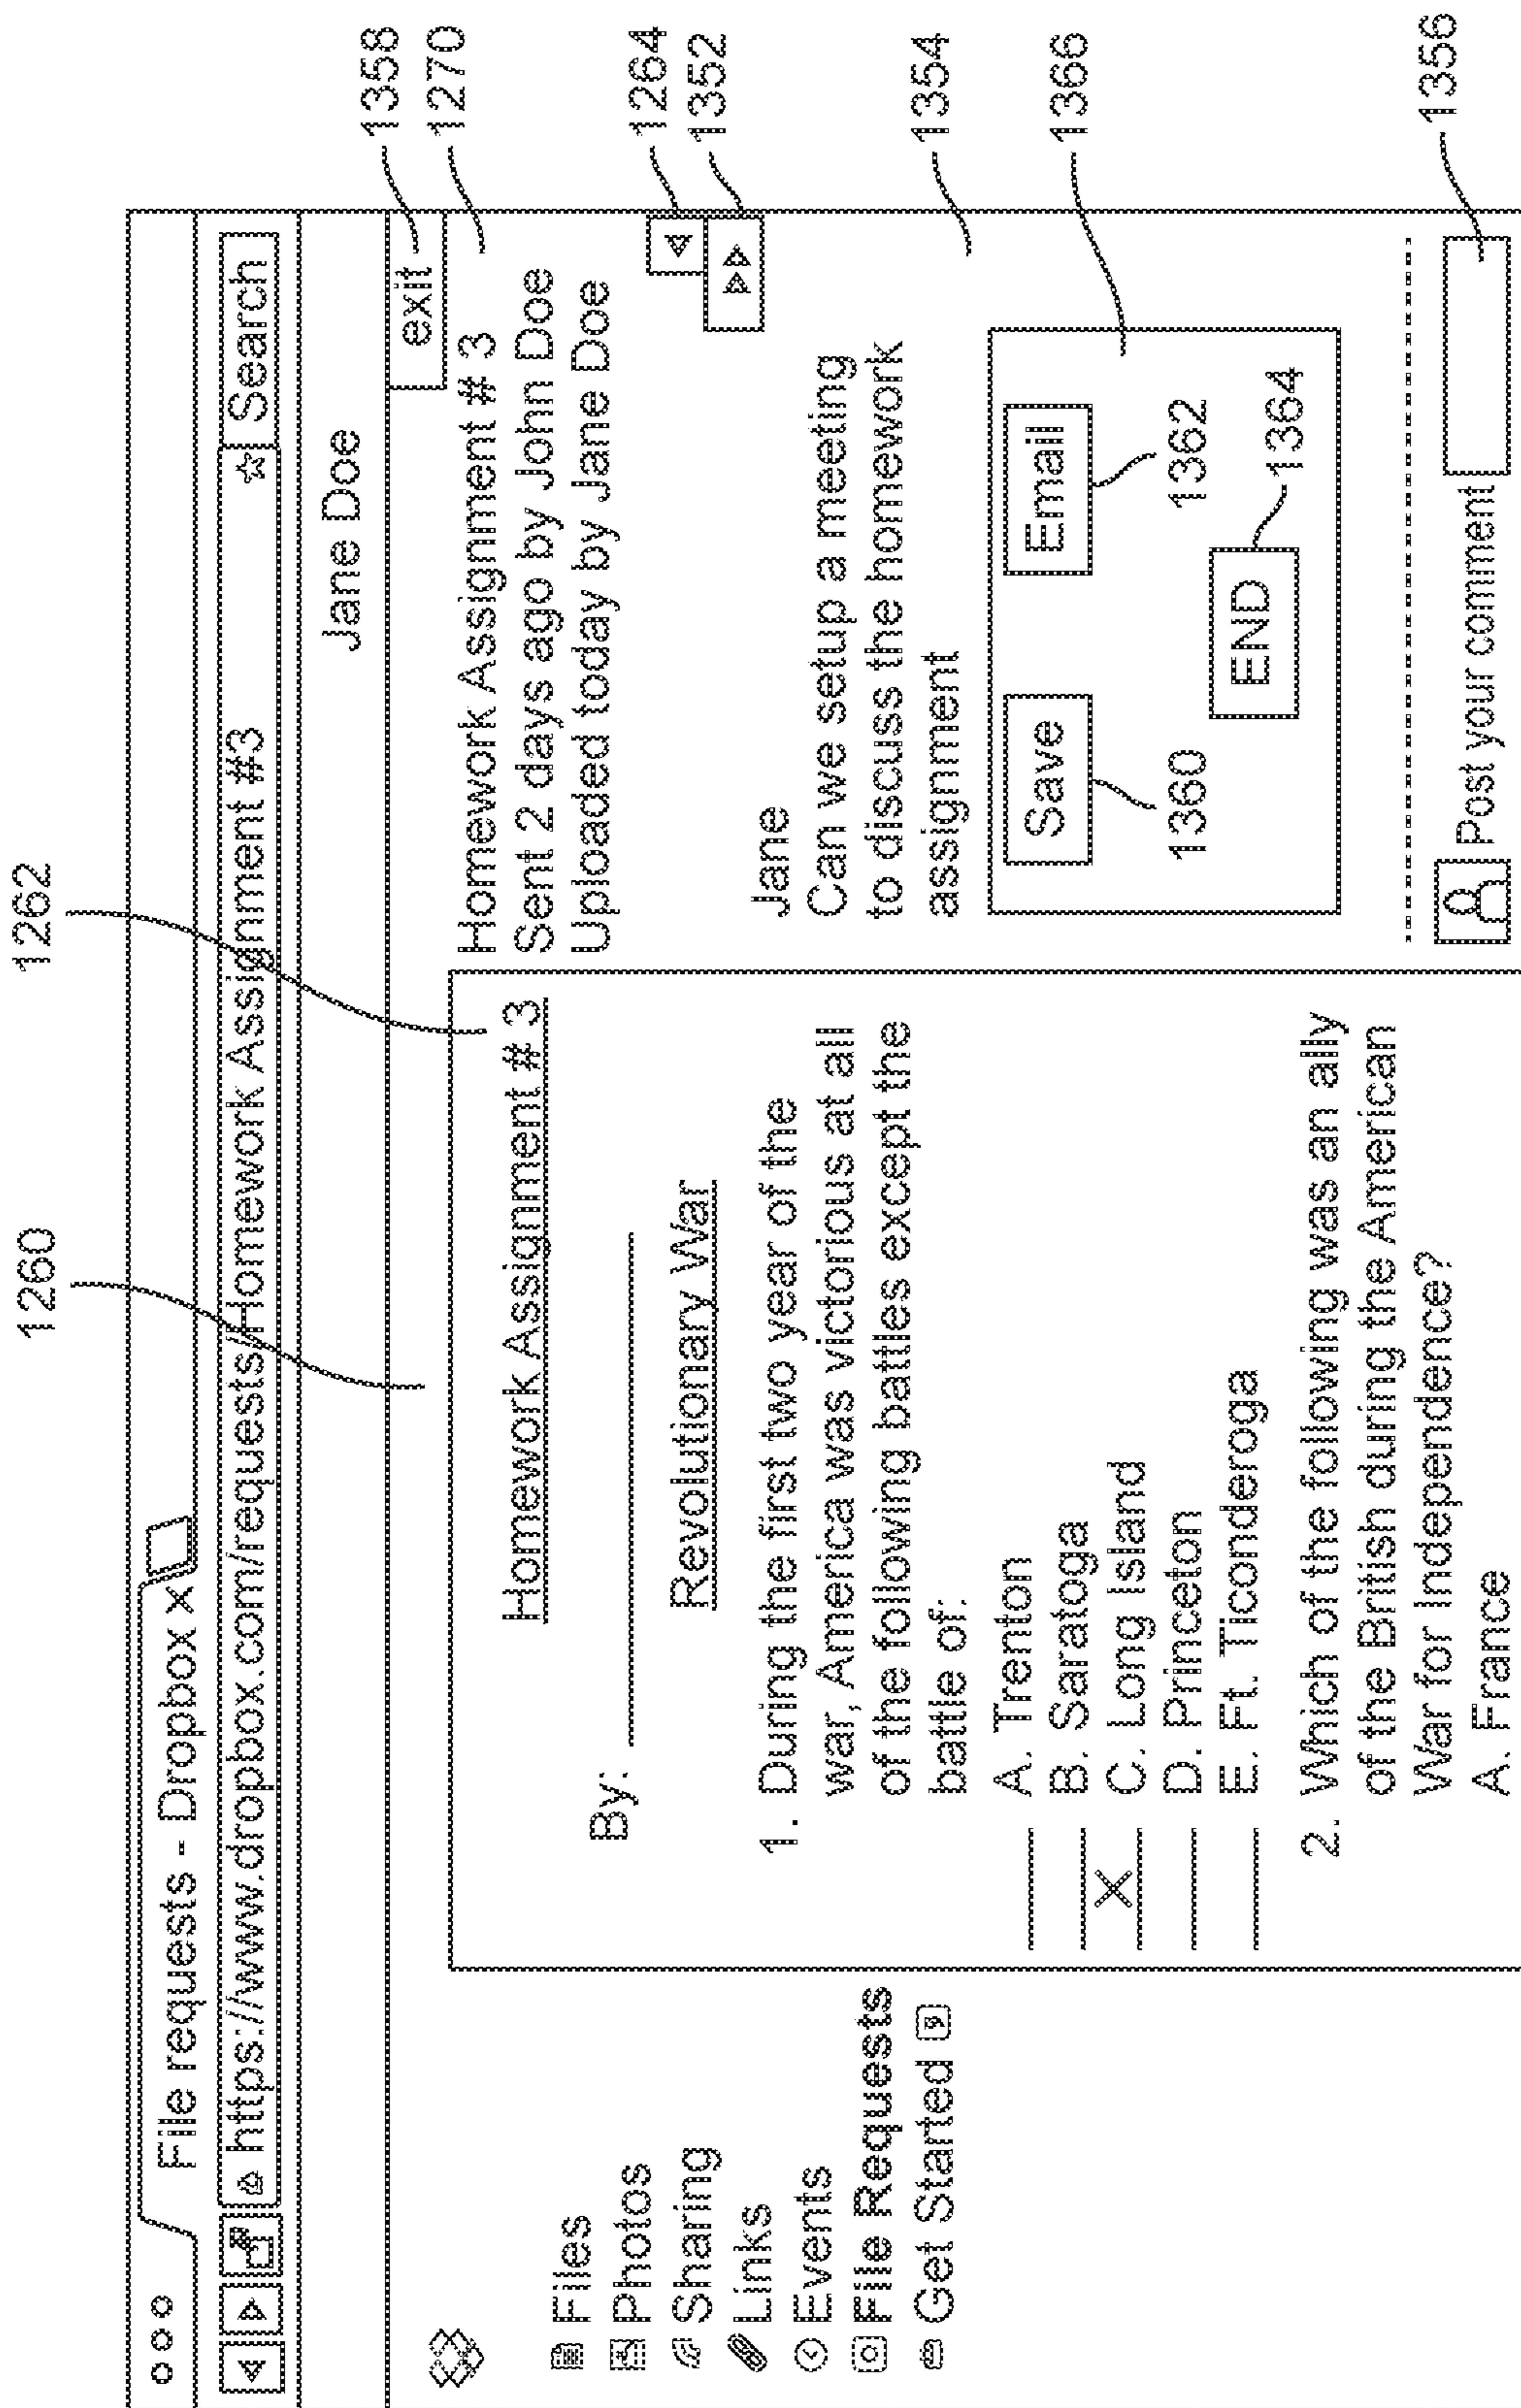 1260
1262
File requests - Dropbox x
https://www.dropbox.com/requests/Homework Assignment #3
Search
Jane Doe
exit
1358
1270
Files
Photos
Sharing
Links
Events
File Requests
Get Started
Homework Assignment # 3
By:
Revolutionary War
1. During the first two year of the
war, America was victorious at all
of the following battles except the
battle of:
A. Trenton
B. Saratoga
X C. Long Island
D. Princeton
E. Ft. Ticonderoga
2. Which of the following was an ally
of the British during the American
War for Independence?
A. France
Homework Assignment # 3
Sent 2 days ago by John Doe
Uploaded today by Jane Doe
1264
1352
Jane
Can we setup a meeting
to discuss the homework
assignment
1354
Save
Email
1366
1360
1362
END
1364
Post your comment
1356